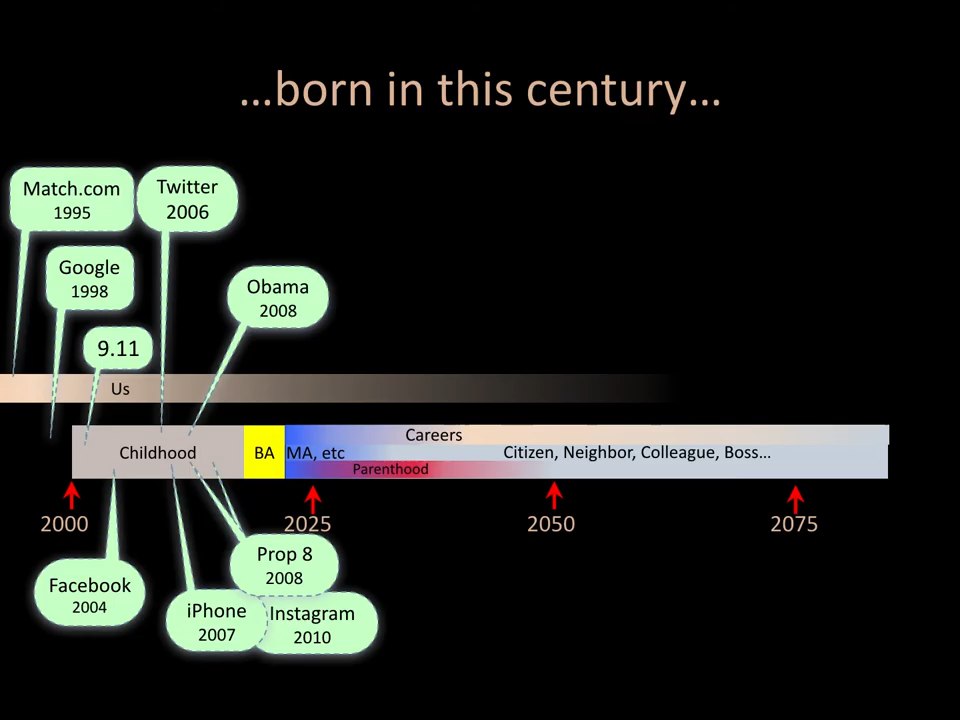 …born in this century…
Match.com
1995
Twitter
2006
Google
1998
Obama
2008
9.11
Us
Careers
Childhood
BA
MA, etc
Citizen, Neighbor, Colleague, Boss...
Parenthood
2000
2025
2050
2075
Prop 8
2008
Facebook
2004
iPhone
2007
Instagram
2010